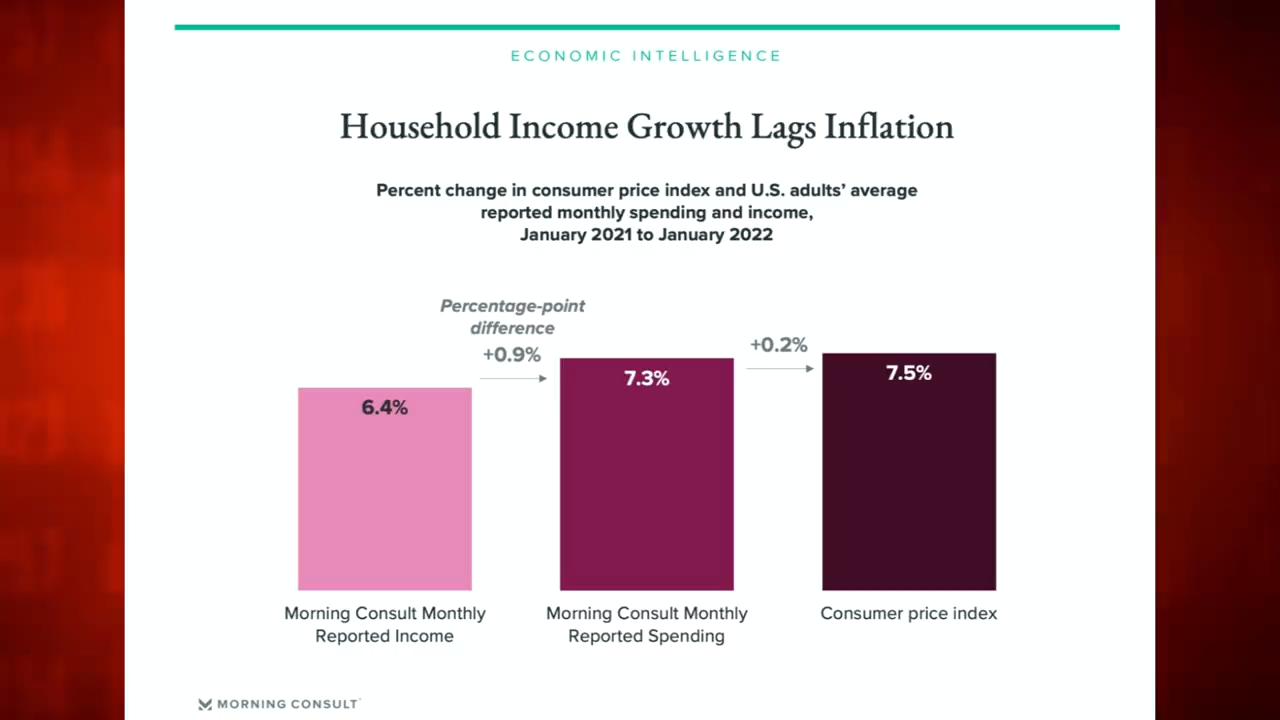 ECONOMIC INTELLIGENCE
Household Income Growth Lags Inflation
Percent change in consumer price index and U.S. adults’ average
reported monthly spending and income,
January 2021 to January 2022
Percentage-point
difference
+0.9%
+0.2%
6.4%
7.3%
7.5%
Morning Consult Monthly
Reported Income
Morning Consult Monthly
Reported Spending
Consumer price index
MORNING CONSULT